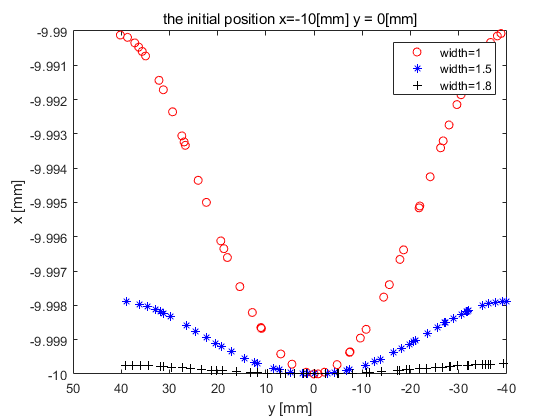 the initial position x=-10[mm] y = 0[mm]
-9.99
-9.991
-9.992
-9.993
-9.994
-9.995
-9.996
-9.997
-9.998
-9.999
-10
x [mm]
width=1
width=1.5
width=1.8
50 40 30 20 10 0 -10 -20 -30 -40
y [mm]